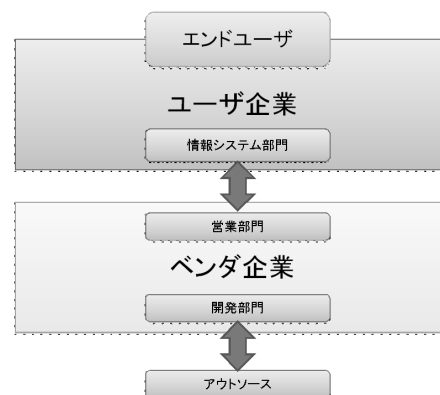 エンドユーザ
ユーザ企業
情報システム部門
営業部門
ベンダ企業
開発部門
アウトソース